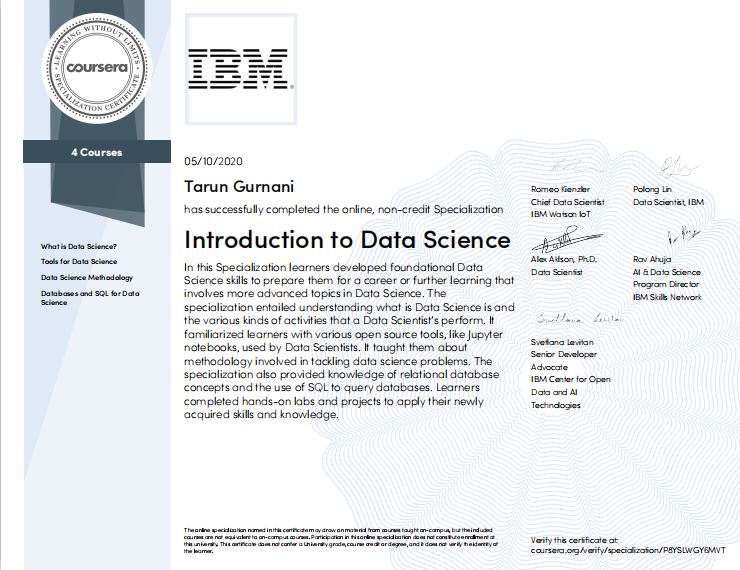 LEARNING WITHOUT LIMITS
coursera
SPECIALIZATION CERTIFICATE
4 Courses
What is Data Science?
Tools for Data Science
Data Science Methodology
Databases and SQL for Data
Science
IBM
05/10/2020
Tarun Gurnani
has successfully completed the online, non-credit Specialization
Introduction to Data Science
In this Specialization learners developed foundational Data
Science skills to prepare them for a career or further learning that
involves more advanced topics in Data Science. The
specialization entailed understanding what is Data Science and
the various kinds of activities that a Data Scientist's perform. It
familiarized learners with various open source tools, like Jupyter
notebooks, used by Data Scientists. It taught them about
methodology involved in tackling data science problems. The
specialization also provided knowledge of relational database
concepts and the use of SQL to query databases. Learners
completed hands-on labs and projects to apply their newly
acquired skills and knowledge.
Romeo Kienzler
Chief Data Scientist
IBM Watson IoT
Polong Lin
Data Scientist, IBM
Alex Aklson, Ph.D.
Data Scientist
Rav Ahuja
AI & Data Science
Program Director
IBM Skills Network
Svetlana Levitan
Svetlana Levitan
Senior Developer
Advocate
IBM Center for Open
Data and AI
Technologies
The online specialization named in this certificate may draw on material from courses taught on-campus, but the included
courses are not equivalent to on-campus courses. Participation in this online specialization does not constitute enrollment at
this university. This certificate does not confer a University grade, course credit or degree, and it does not verify the identity of
the learner.
Verify this certificate at:
coursera.org/verify/specialization/P8YSLWGY6MVT